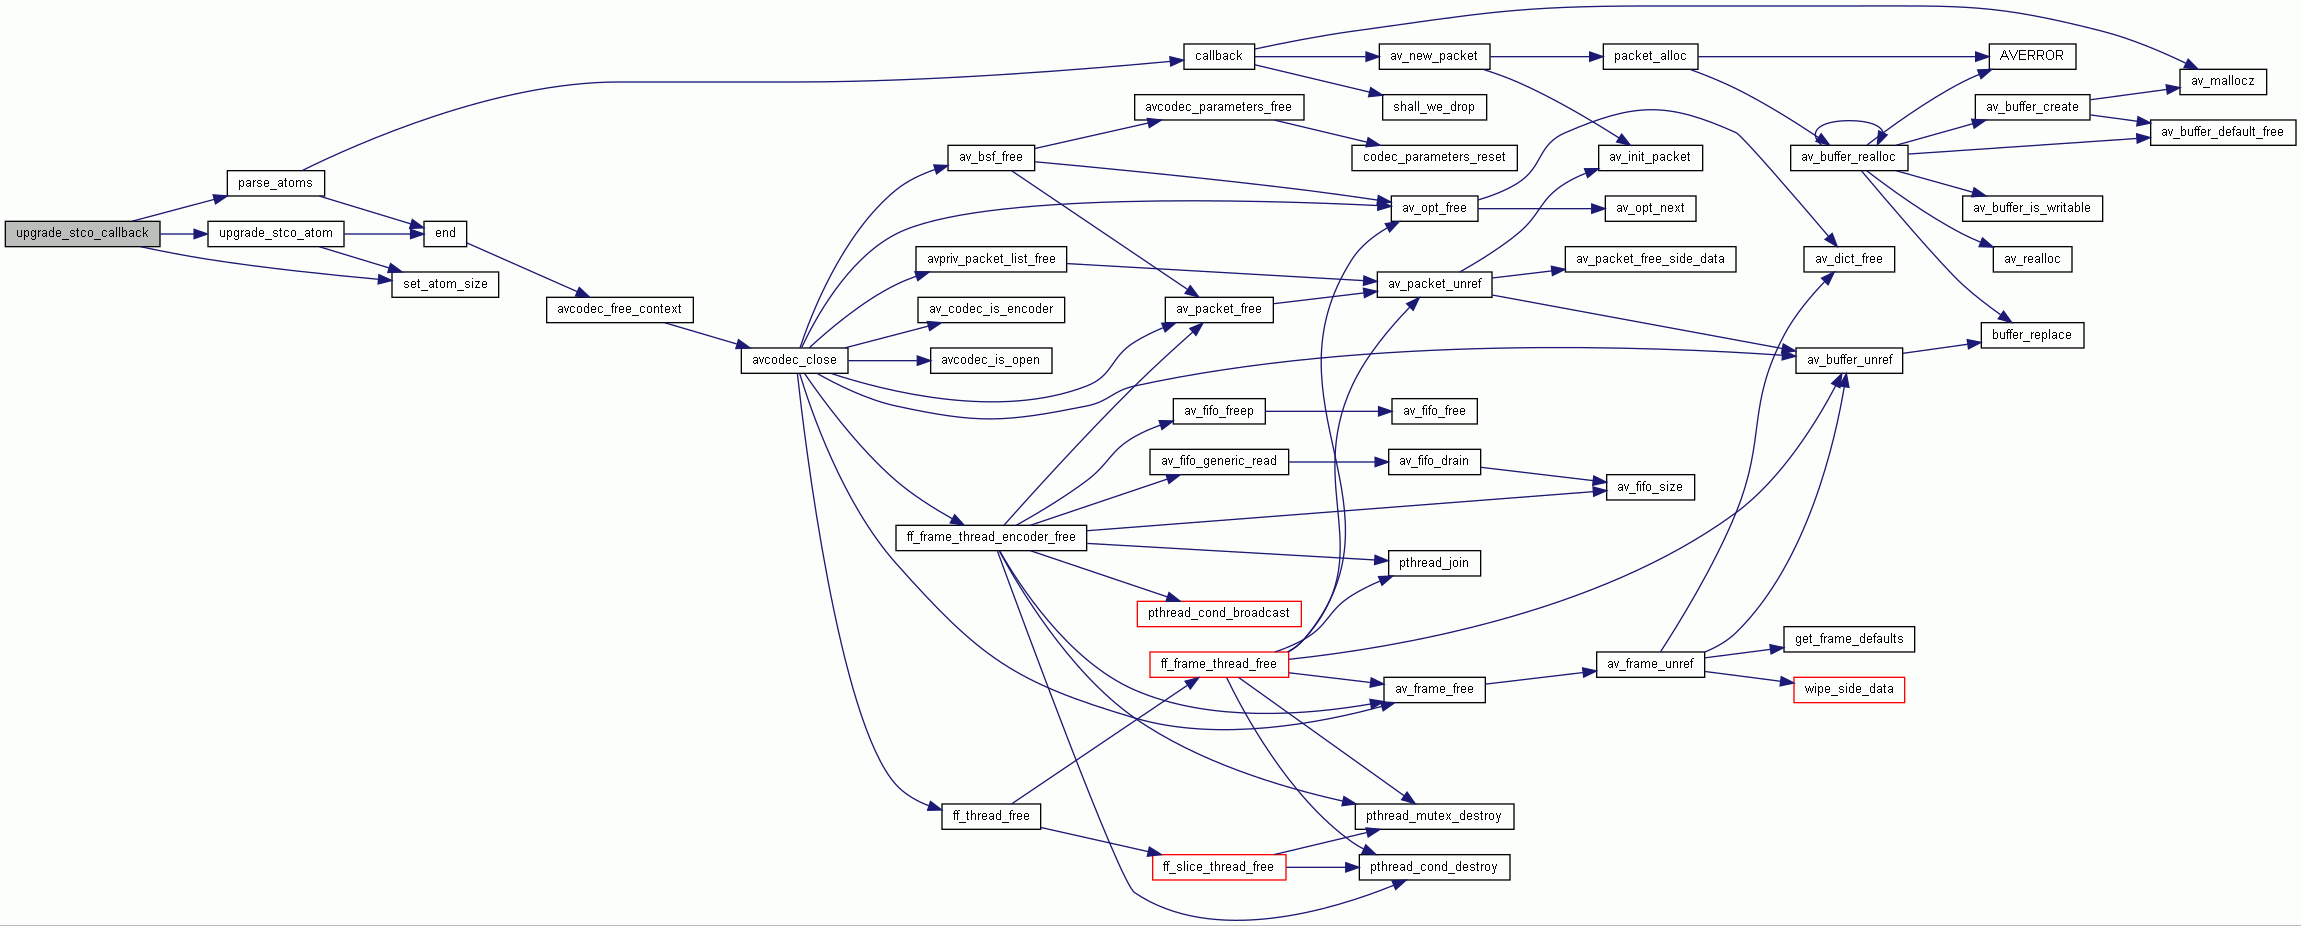 upgrade_stco_callback
parse_atoms
upgrade_stco_atom
end
set_atom_size
avcodec_free_context
avcodec_close
av_bsf_free
avpriv_packet_list_free
av_codec_is_encoder
avcodec_is_open
ff_frame_thread_encoder_free
ff_thread_free
callback
avcodec_parameters_free
av_packet_free
av_fifo_freep
av_fifo_generic_read
pthread_cond_broadcast
ff_frame_thread_free
ff_slice_thread_free
av_new_packet
shall_we_drop
codec_parameters_reset
av_opt_free
av_packet_unref
av_fifo_free
av_fifo_drain
pthread_join
av_frame_free
pthread_mutex_destroy
pthread_cond_destroy
packet_alloc
av_init_packet
av_opt_next
av_packet_free_side_data
av_fifo_size
av_frame_unref
av_buffer_realloc
av_dict_free
av_buffer_unref
get_frame_defaults
wipe_side_data
AVERROR
av_buffer_create
av_buffer_is_writable
av_realloc
buffer_replace
av_mallocz
av_buffer_default_free